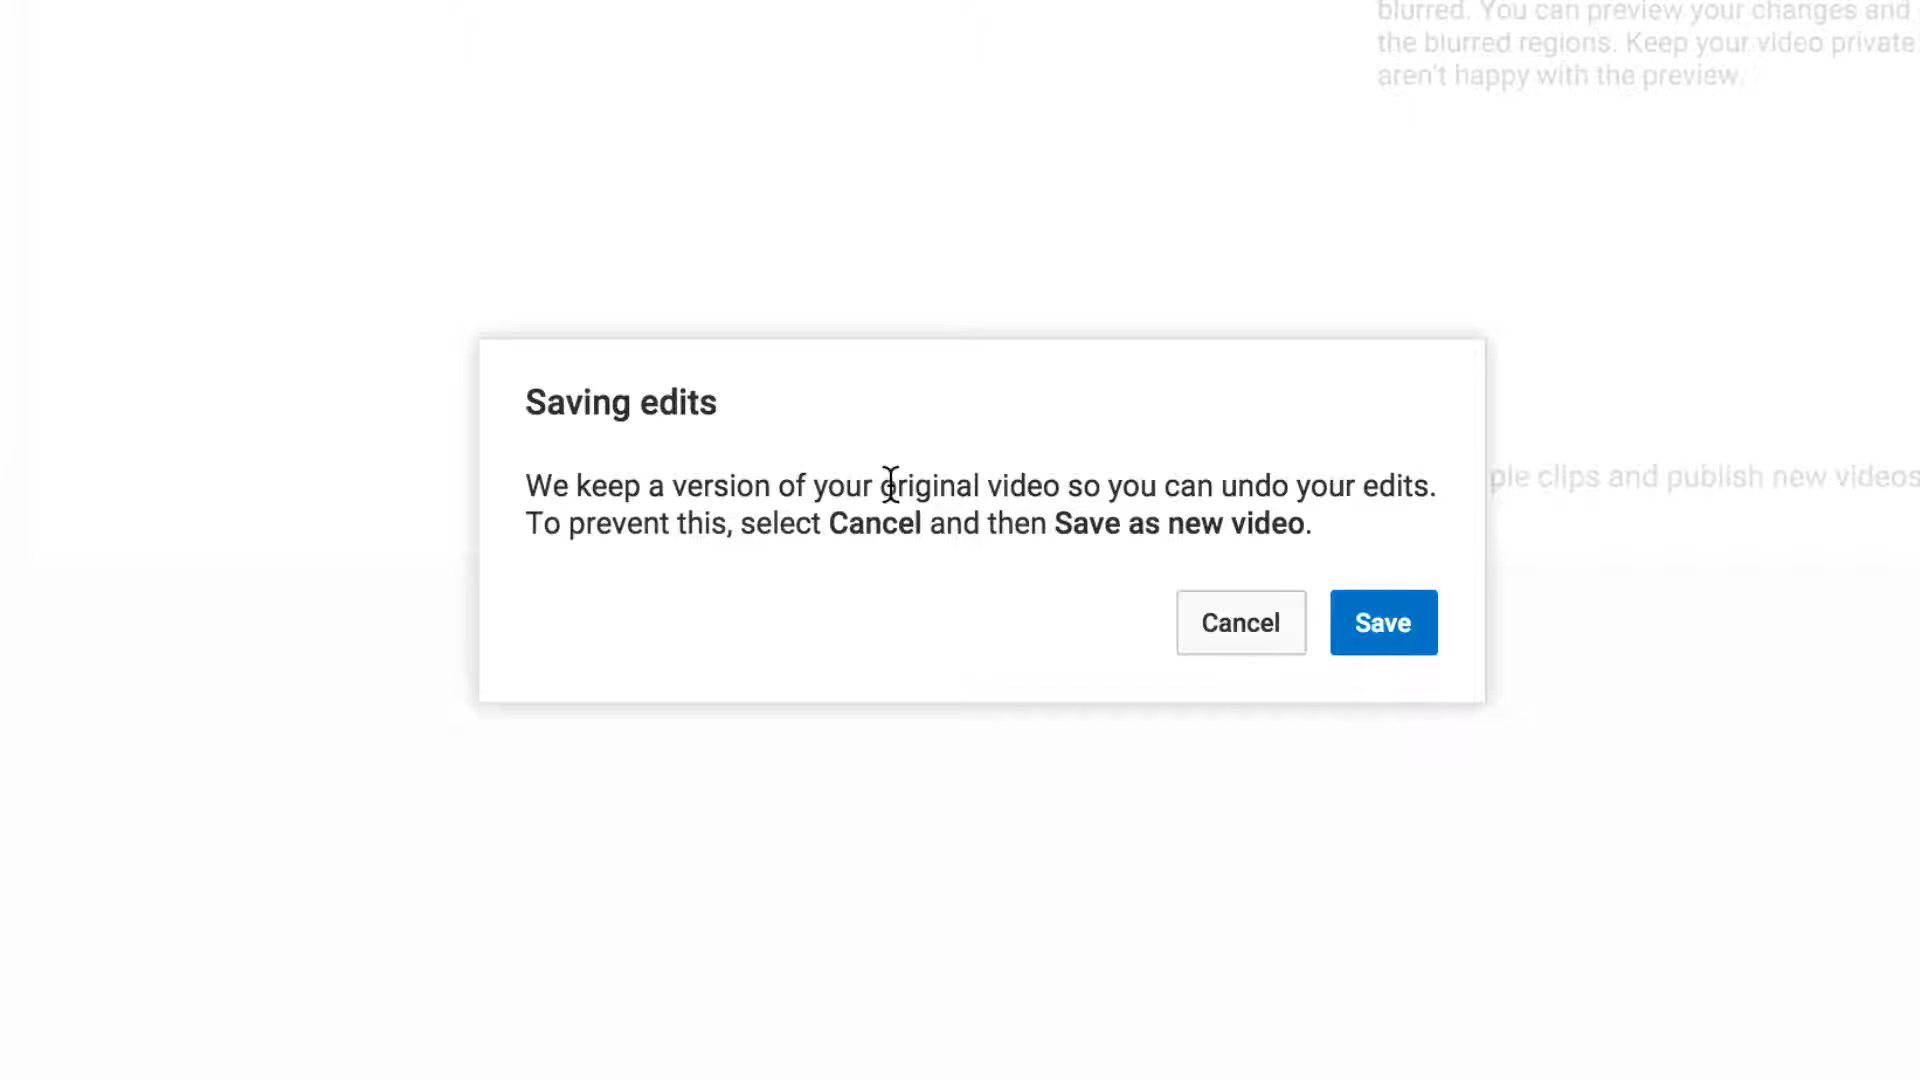 blurred. You can preview your changes and
the blurred regions. Keep your video private
aren't happy with the preview.
Saving edits
We keep a version of your original video so you can undo your edits.
To prevent this, select Cancel and then Save as new video.
ple clips and publish new videos
Cancel
Save